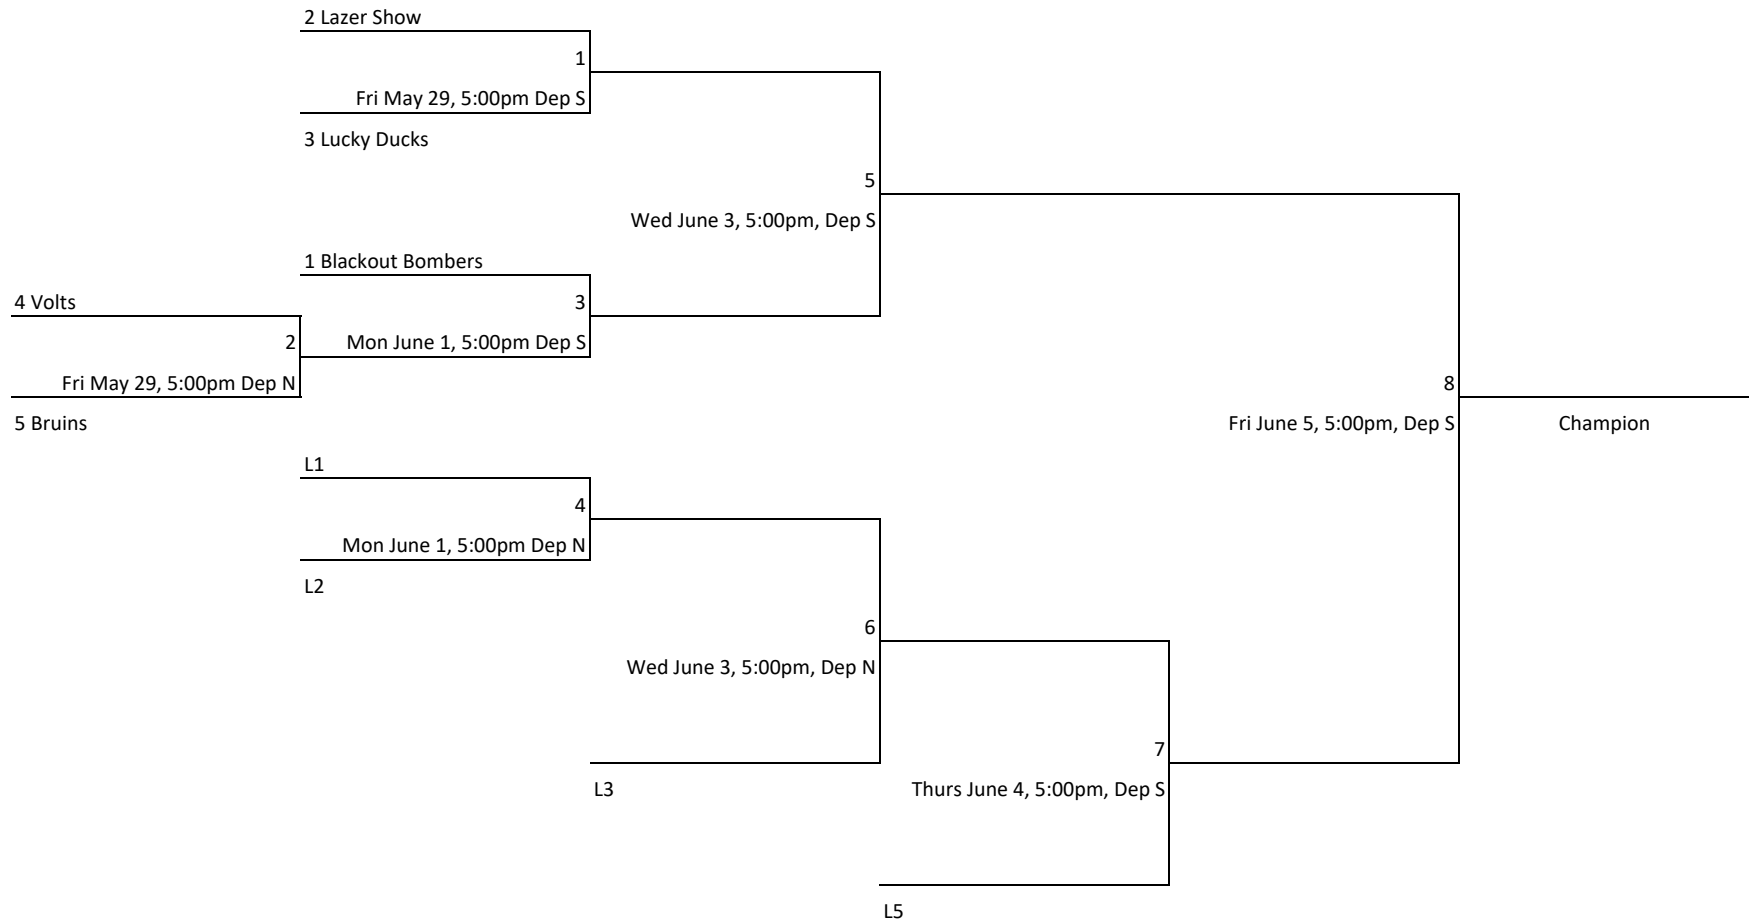 2 Lazer Show
1
Fri May 29, 5:00pm Dep S
3 Lucky Ducks
5
Wed June 3, 5:00pm, Dep S
1 Blackout Bombers
4 Volts
3
2
Mon June 1, 5:00pm Dep S
Fri May 29, 5:00pm Dep N
8
5 Bruins
Fri June 5, 5:00pm, Dep S
Champion
L1
4
Mon June 1, 5:00pm Dep N
L2
6
Wed June 3, 5:00pm, Dep N
7
L3
Thurs June 4, 5:00pm, Dep S
L5